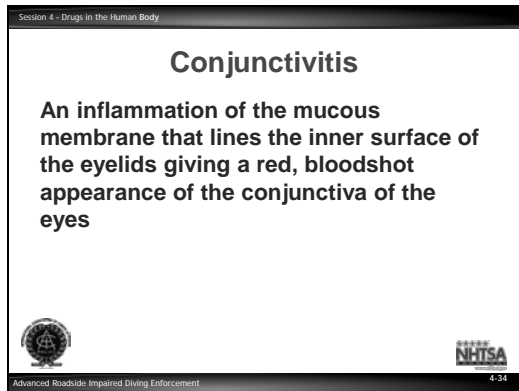 Session 4 - Drugs in the Human Body
Conjunctivitis
An inflammation of the mucous
membrane that lines the inner surface of
the eyelids giving a red, bloodshot
appearance of the conjunctiva of the
eyes
NHTSA
Advanced Roadside Impaired Diving Enforcement
4-34